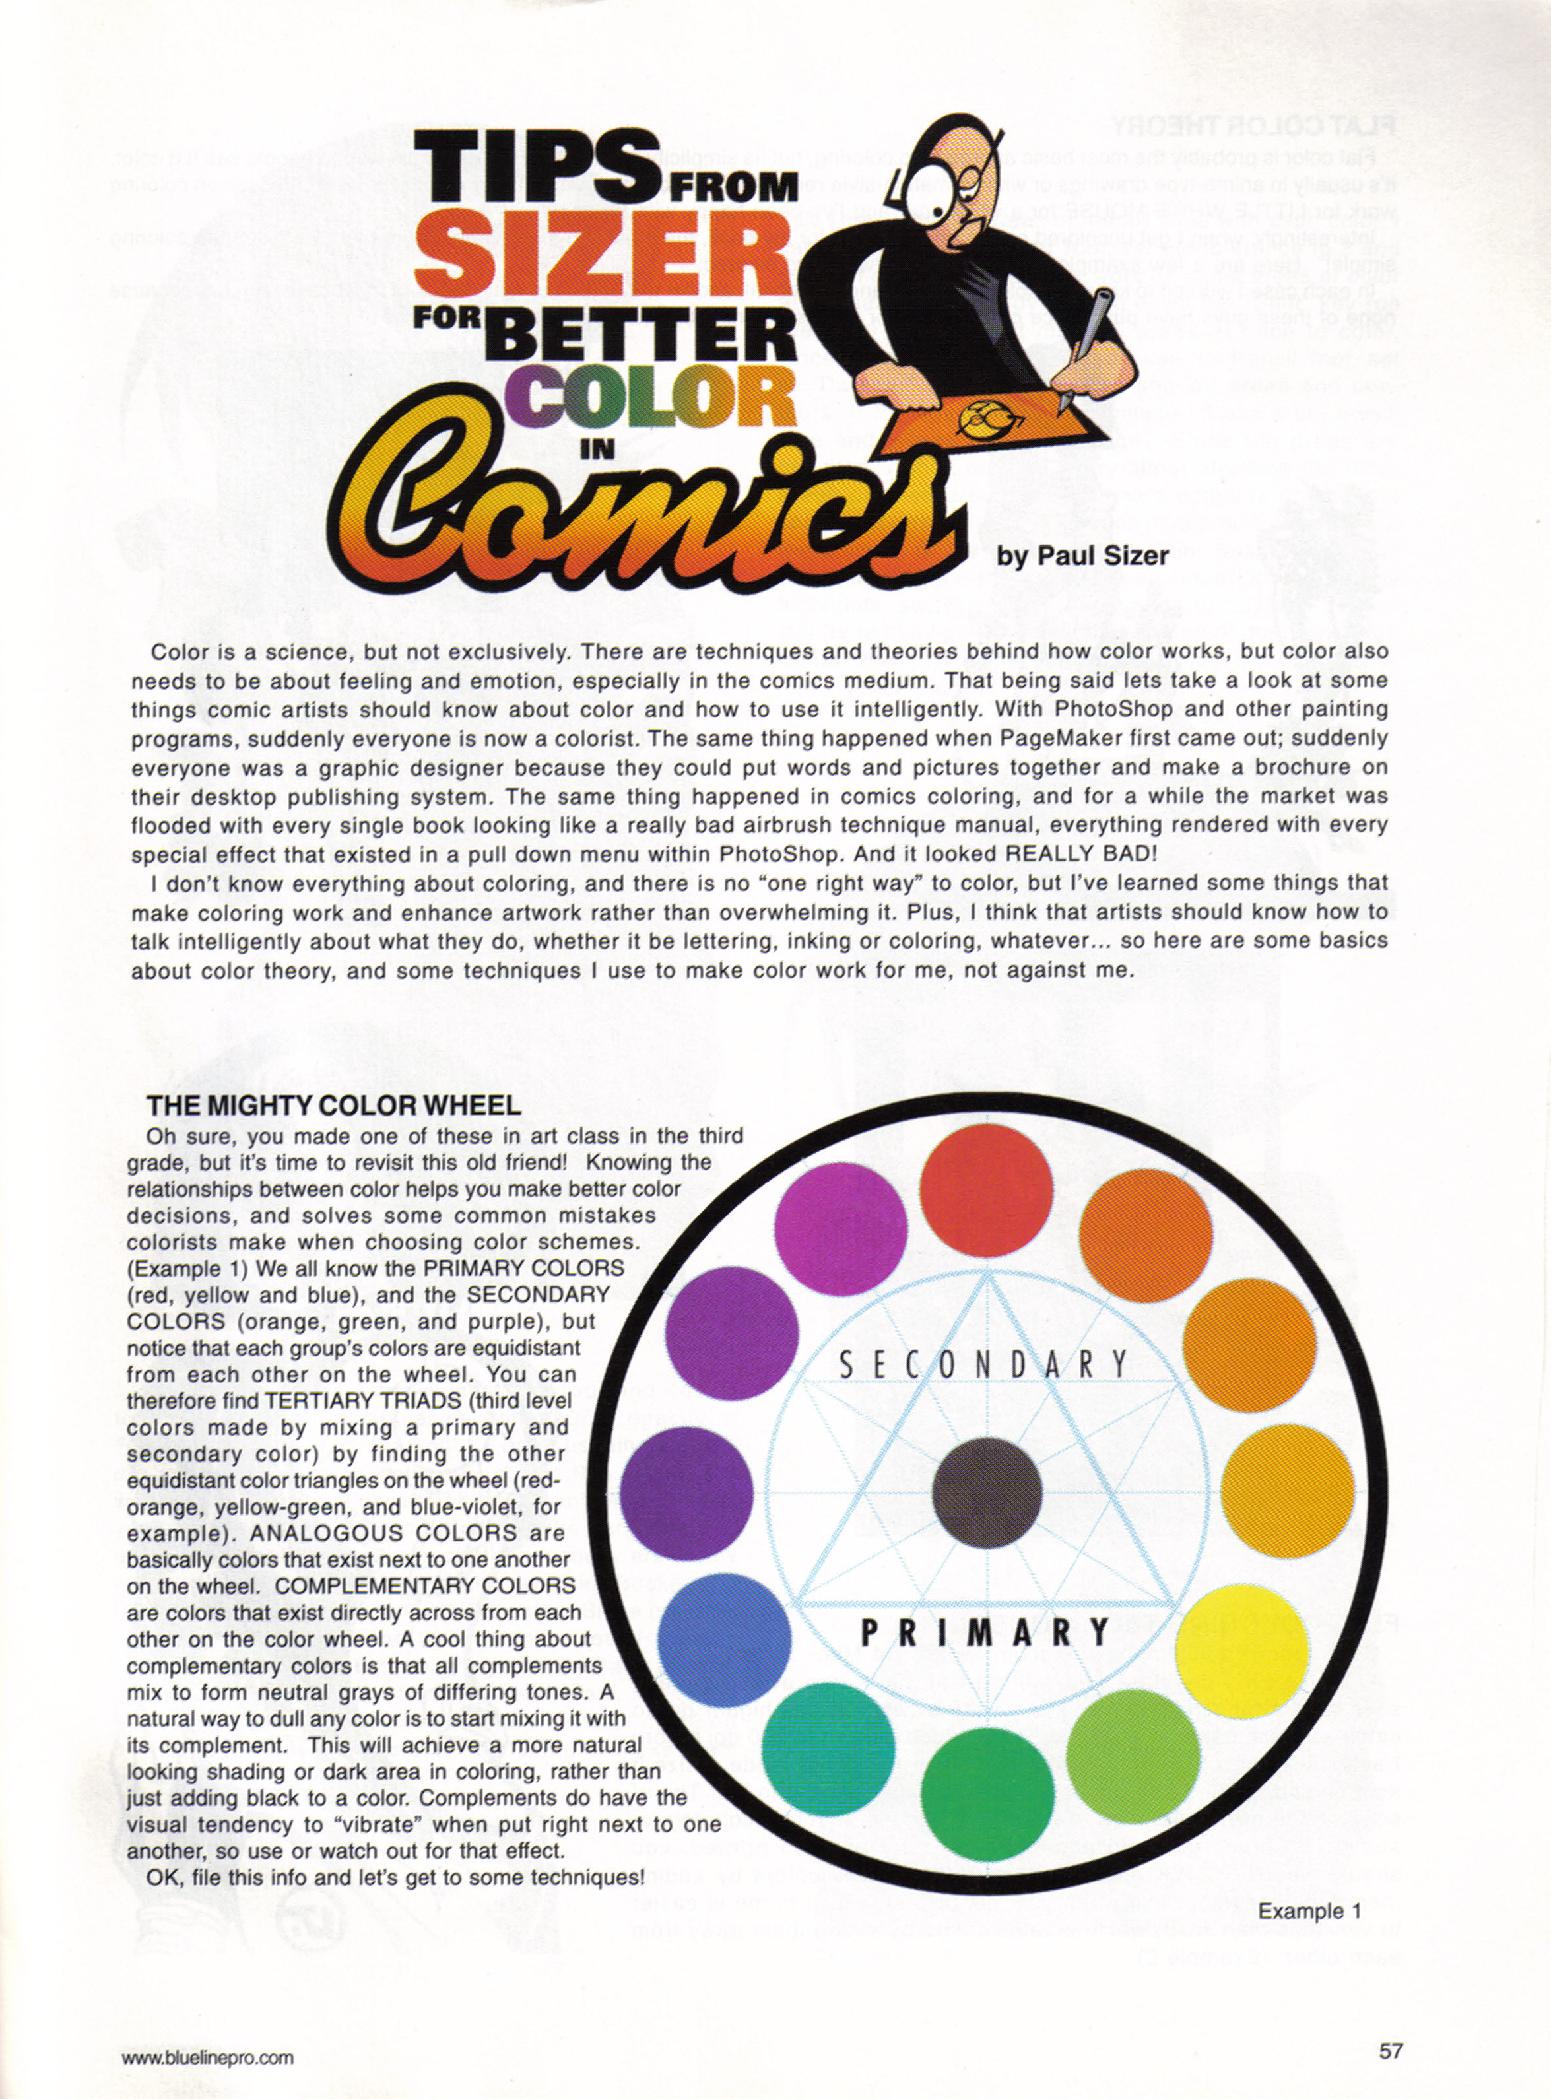 TIPS FROM
SIZER
FOR BETTER
COLOR
IN
Comics
by Paul Sizer
Color is a science, but not exclusively. There are techniques and theories behind how color works, but color also
needs to be about feeling and emotion, especially in the comics medium. That being said lets take a look at some
things comic artists should know about color and how to use it intelligently. With PhotoShop and other painting
programs, suddenly everyone is now a colorist. The same thing happened when PageMaker first came out; suddenly
everyone was a graphic designer because they could put words and pictures together and make a brochure on
their desktop publishing system. The same thing happened in comics coloring, and for a while the market was
flooded with every single book looking like a really bad airbrush technique manual, everything rendered with every
special effect that existed in a pull down menu within PhotoShop. And it looked REALLY BAD!
I don't know everything about coloring, and there is no “one right way” to color, but I've learned some things that
make coloring work and enhance artwork rather than overwhelming it. Plus, I think that artists should know how to
talk intelligently about what they do, whether it be lettering, inking or coloring, whatever... so here are some basics
about color theory, and some techniques I use to make color work for me, not against me.
THE MIGHTY COLOR WHEEL
Oh sure, you made one of these in art class in the third
grade, but it's time to revisit this old friend! Knowing the
relationships between color helps you make better color
decisions, and solves some common mistakes
colorists make when choosing color schemes.
(Example 1) We all know the PRIMARY COLORS
(red, yellow and blue), and the SECONDARY
COLORS (orange, green, and purple), but
notice that each group's colors are equidistant
from each other on the wheel. You can
therefore find TERTIARY TRIADS (third level
colors made by mixing a primary and
secondary color) by finding the other
equidistant color triangles on the wheel (red-
orange, yellow-green, and blue-violet, for
example). ANALOGOUS COLORS are
basically colors that exist next to one another
on the wheel. COMPLEMENTARY COLORS
are colors that exist directly across from each
other on the color wheel. A cool thing about
complementary colors is that all complements
mix to form neutral grays of differing tones. A
natural way to dull any color is to start mixing it with
its complement. This will achieve a more natural
looking shading or dark area in coloring, rather than
just adding black to a color. Complements do have the
visual tendency to “vibrate” when put right next to one
another, so use or watch out for that effect.
OK, file this info and let's get to some techniques!
SECONDARY
PRIMARY
Example 1
www.bluelinepro.com
57